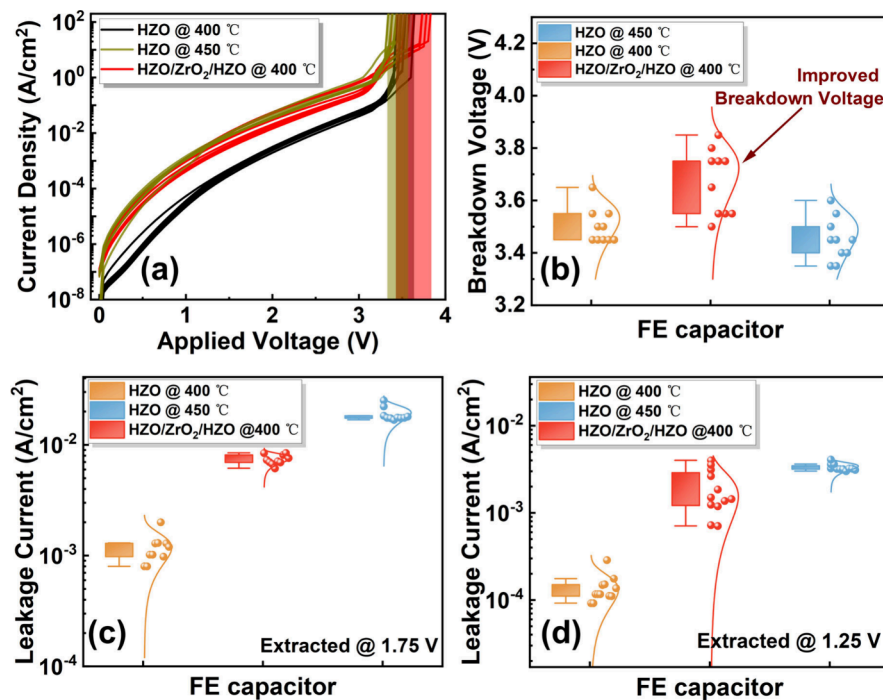 Current Density (A/cm²)
10²
10⁰
10⁻²
10⁻⁴
10⁻⁶
10⁻⁸
HZO @ 400 ℃
HZO @ 450 ℃
HZO/ZrO₂/HZO @ 400 ℃
(a)
0 1 2 3 4
Applied Voltage (V)
Breakdown Voltage (V)
4.2
4.0
3.8
3.6
3.4
3.2
HZO @ 450 ℃
HZO @ 400 ℃
HZO/ZrO₂/HZO @ 400 ℃
Improved
Breakdown Voltage
(b)
FE capacitor
Leakage Current (A/cm²)
10⁻²
10⁻³
10⁻⁴
HZO @ 400 ℃
HZO @ 450 ℃
HZO/ZrO₂/HZO @400 ℃
(c)
Extracted @ 1.75 V
FE capacitor
Leakage Current (A/cm²)
10⁻²
10⁻³
10⁻⁴
HZO @ 400 ℃
HZO @ 450 ℃
HZO/ZrO₂/HZO @400 ℃
(d)
Extracted @ 1.25 V
FE capacitor